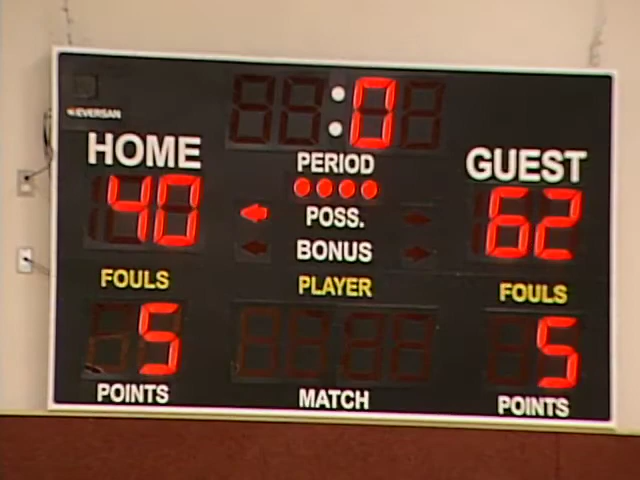 :0
EVERSAN
HOME PERIOD GUEST
40 62
POSS.
BONUS
FOULS PLAYER FOULS
5 5
POINTS MATCH POINTS